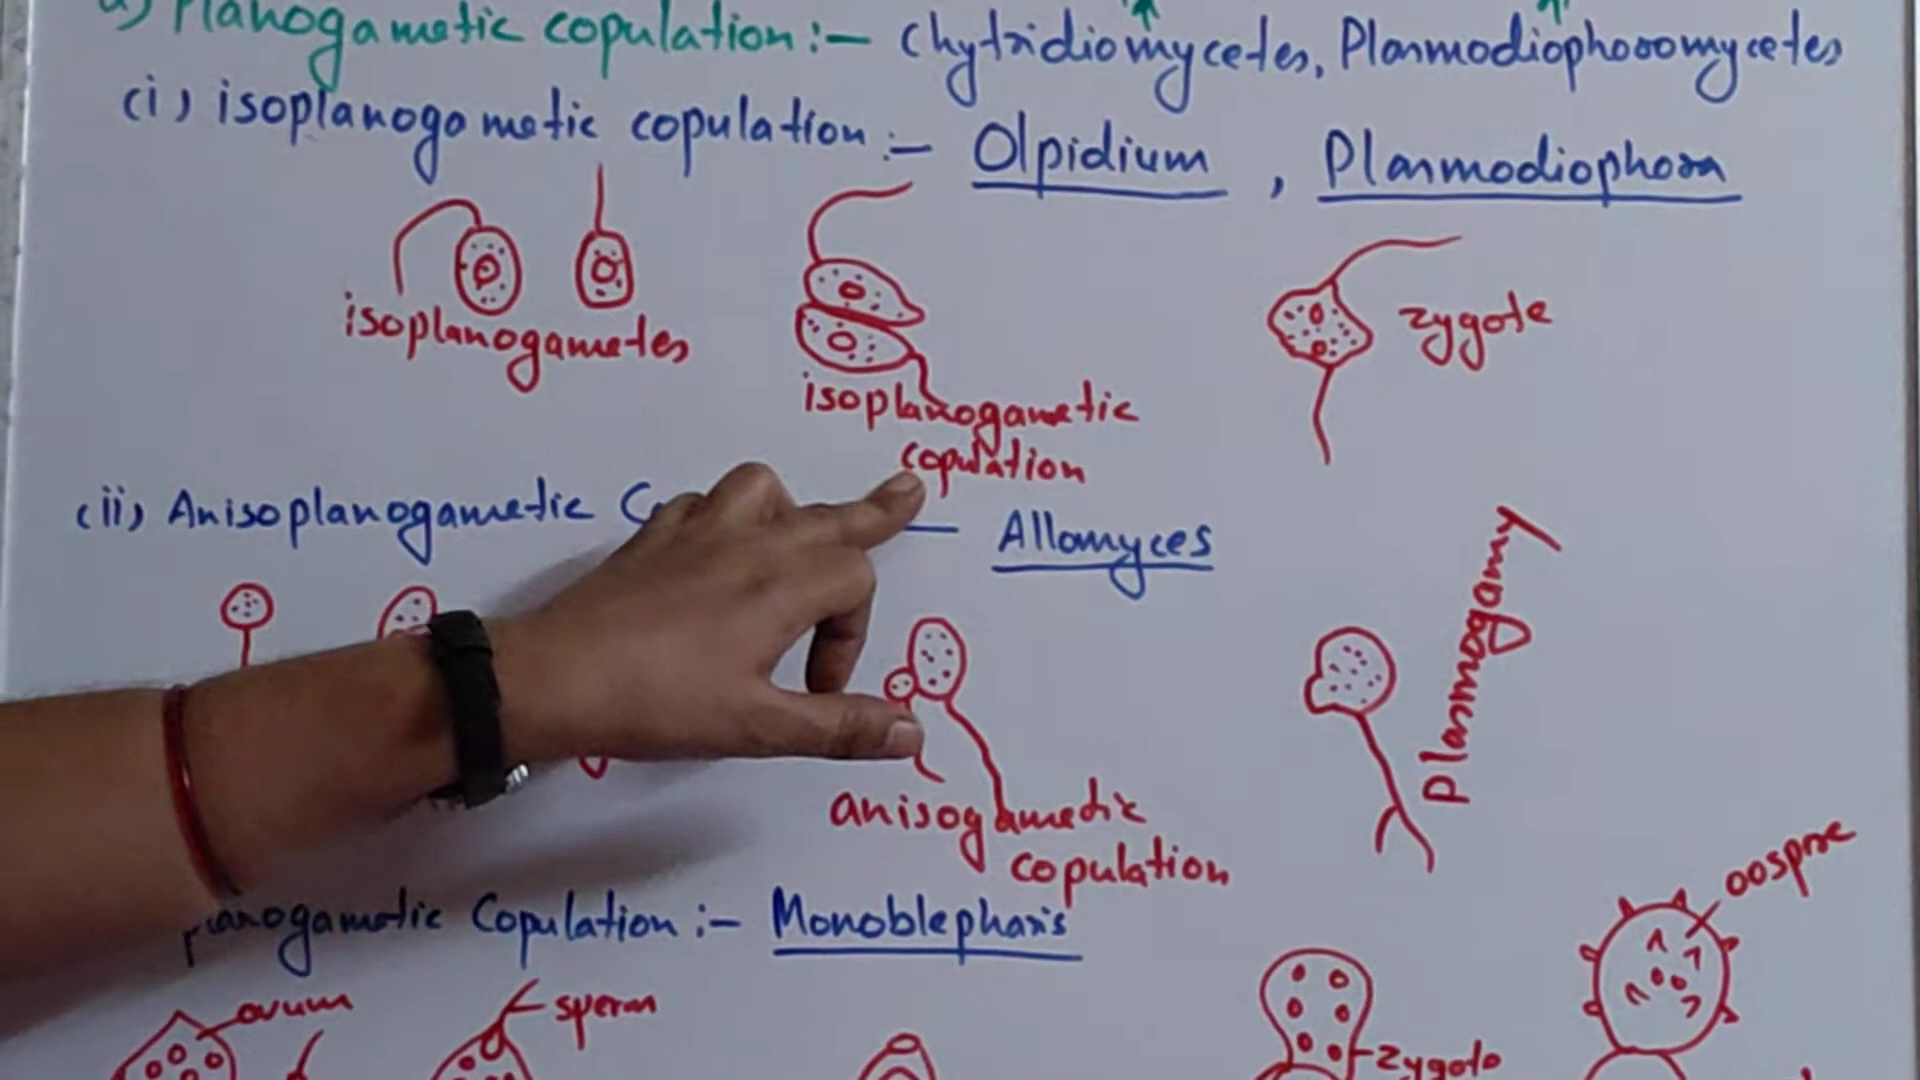 a) Planogametic copulation:— Chytridiomycetes, Plasmodiophoromycetes
(i) isoplanogametic copulation:— Olpidium, Plasmodiophora
isoplanogametes
isoplanogametic
copulation
zygote
(ii) Anisoplanogametic — Allomyces
Plasmogamy
anisogametic
copulation
oospore
planogametic Copulation:— Monoblepharis
ovum
sperm
zygote